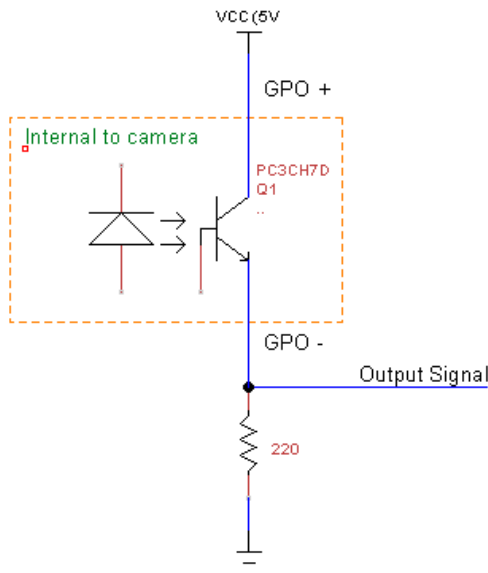 VCC(5V
GPO +
Internal to camera
PC3CH7D
Q1
..
GPO -
Output Signal
220